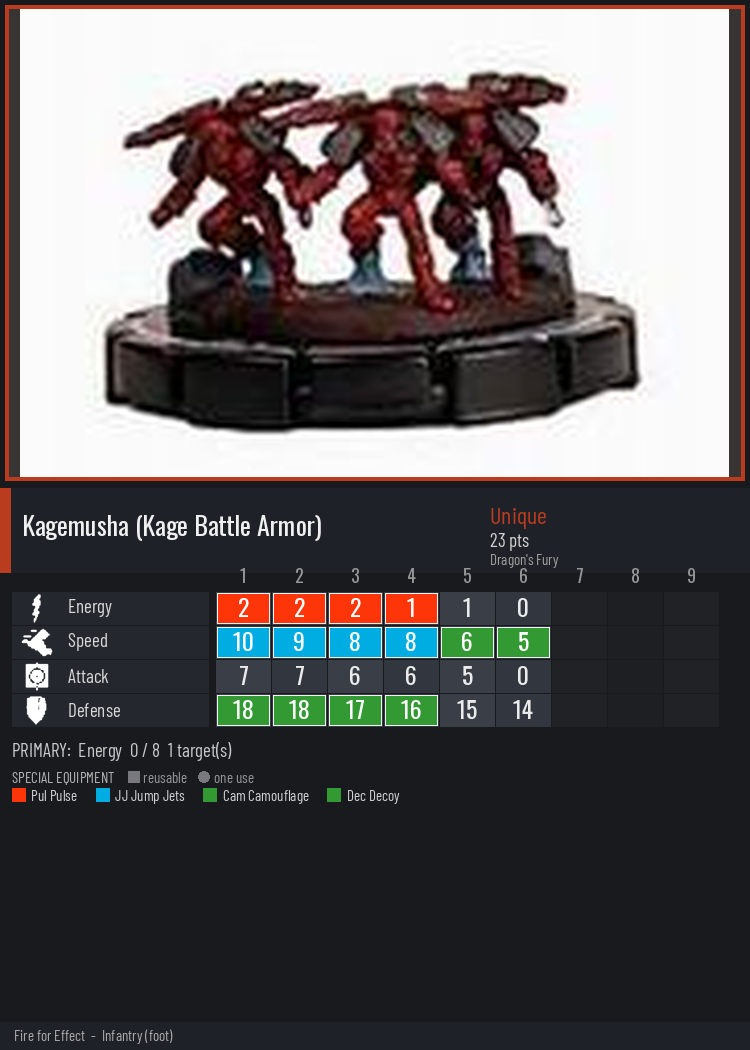 Kagemusha (Kage Battle Armor)
Unique
23 pts
Dragon's Fury
1 2 3 4 5 6 7 8 9
Energy 2 2 2 1 1 0
Speed 10 9 8 8 6 5
Attack 7 7 6 6 5 0
Defense 18 18 17 16 15 14
PRIMARY: Energy 0 / 8 1 target(s)
SPECIAL EQUIPMENT reusable one use
Pul Pulse JJ Jump Jets Cam Camouflage Dec Decoy
Fire for Effect - Infantry (foot)